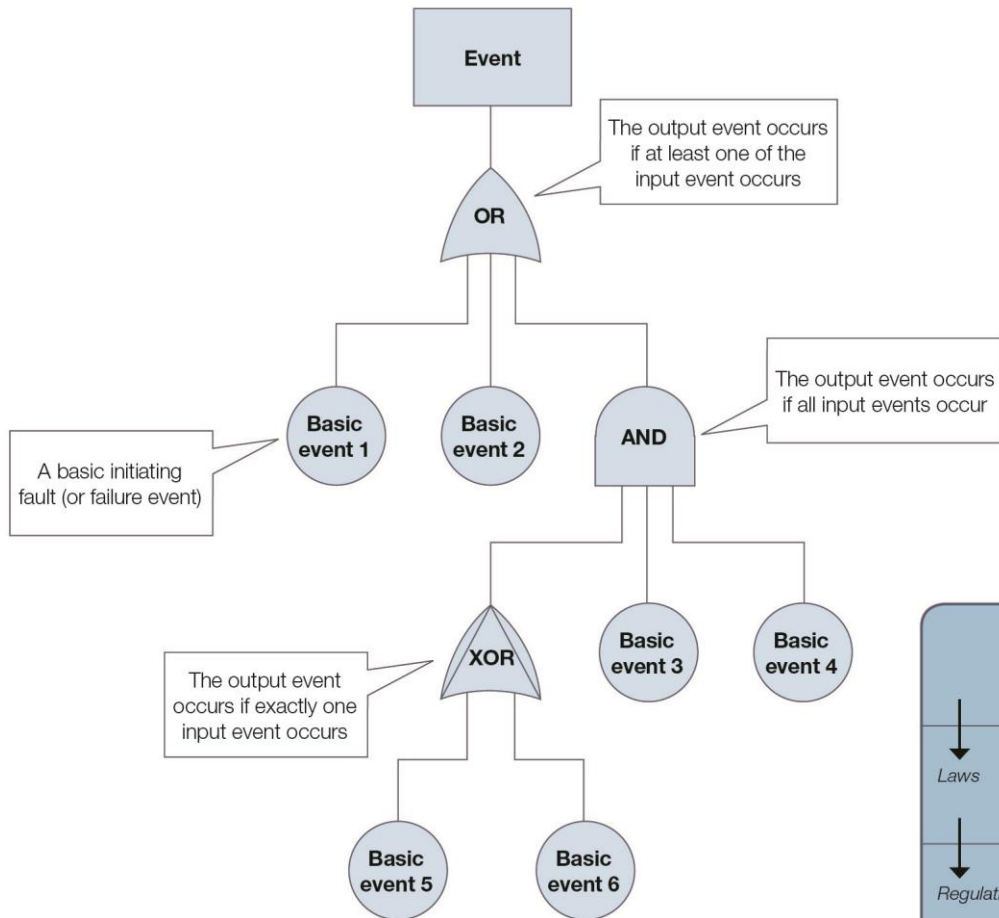 Event
The output event occurs
if at least one of the
input event occurs
OR
Basic
event 1
Basic
event 2
AND
The output event occurs
if all input events occur
A basic initiating
fault (or failure event)
XOR
Basic
event 3
Basic
event 4
The output event
occurs if exactly one
input event occurs
Laws
Basic
event 5
Basic
event 6